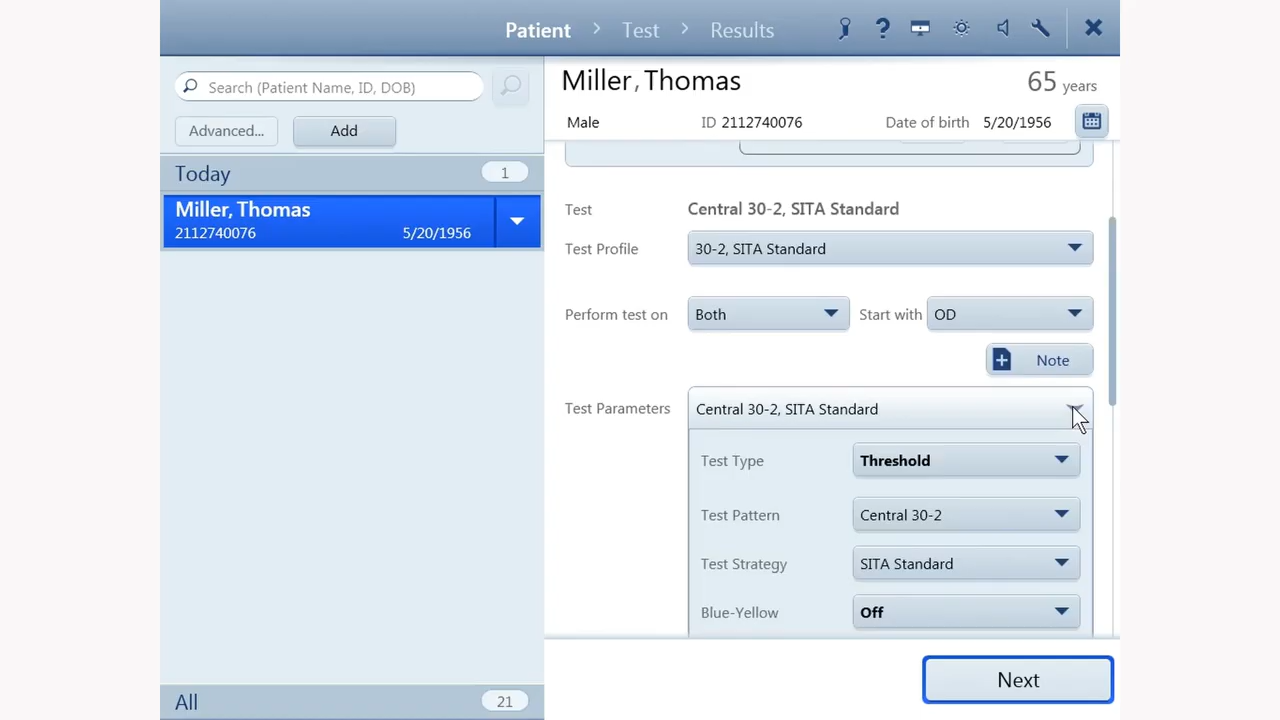 Patient > Test > Results
?
Search (Patient Name, ID, DOB)
Advanced...
Add
Today 1
Miller, Thomas
2112740076 5/20/1956
All 21
Miller, Thomas 65 years
Male ID 2112740076 Date of birth 5/20/1956
Test Central 30-2, SITA Standard
Test Profile 30-2, SITA Standard
Perform test on Both Start with OD
Note
Test Parameters Central 30-2, SITA Standard
Test Type Threshold
Test Pattern Central 30-2
Test Strategy SITA Standard
Blue-Yellow Off
Next